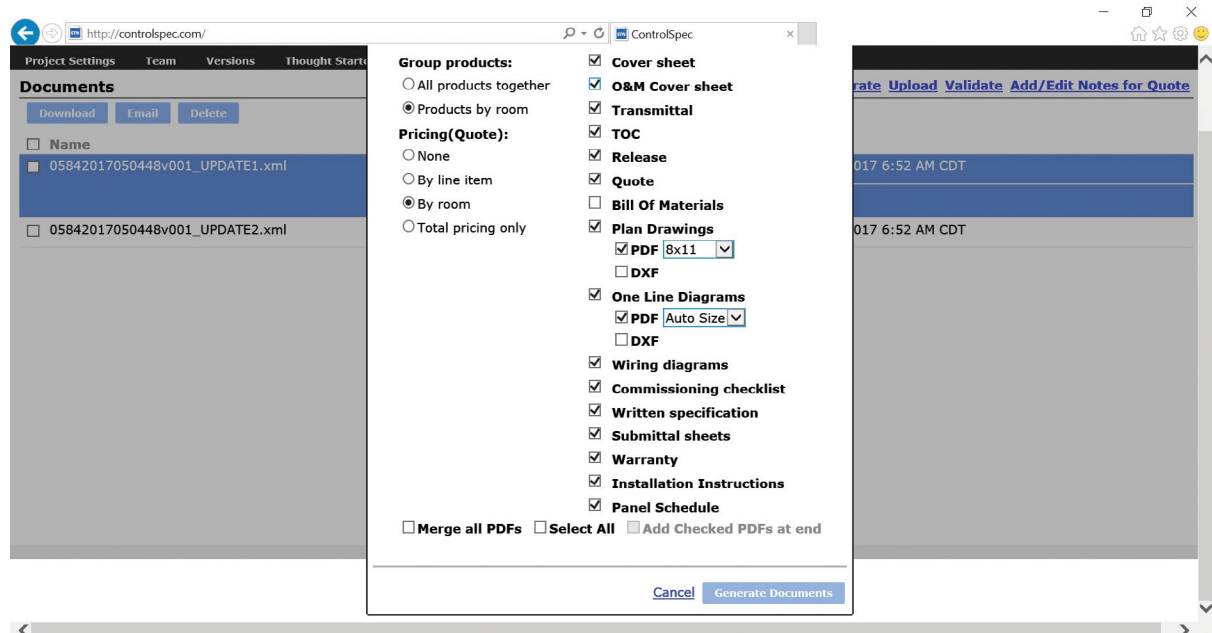 http://controlspec.com/
ControlSpec
Project Settings Team Versions Thought Starte
Documents
rate Upload Validate Add/Edit Notes for Quote
Download Email Delete
Name
05842017050448v001_UPDATE1.xml
017 6:52 AM CDT
05842017050448v001_UPDATE2.xml
017 6:52 AM CDT
Group products:
All products together
Products by room
Pricing(Quote):
None
By line item
By room
Total pricing only
Cover sheet
O&M Cover sheet
Transmittal
TOC
Release
Quote
Bill Of Materials
Plan Drawings
PDF 8x11
DXF
One Line Diagrams
PDF Auto Size
DXF
Wiring diagrams
Commissioning checklist
Written specification
Submittal sheets
Warranty
Installation Instructions
Panel Schedule
Merge all PDFs Select All Add Checked PDFs at end
Cancel Generate Documents